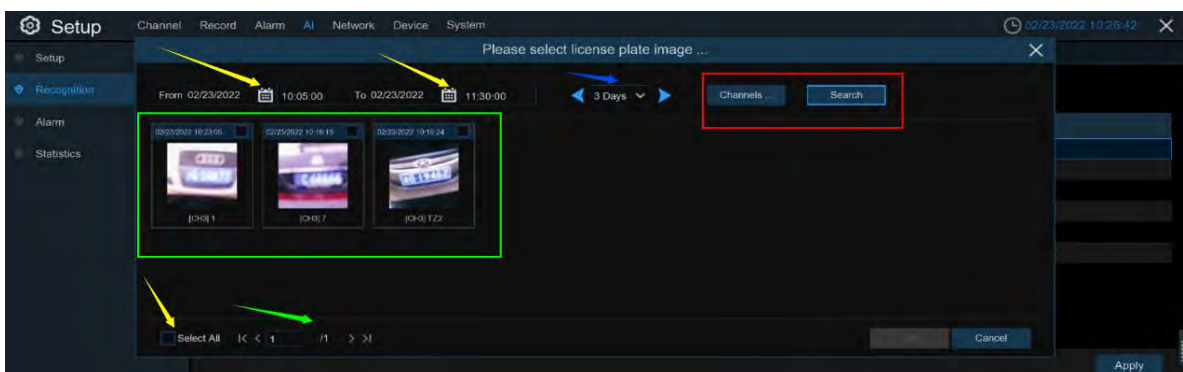 Setup Channel Record Alarm AI Network Device System 02/23/2022 10:26:42
Please select license plate image ...
Setup
Recognition
Alarm
Statistics
From 02/23/2022 10:05:00 To 02/23/2022 11:30:00 3 Days Channels ... Search
02/23/2022 10:23:05 02/23/2022 10:16:19 02/23/2022 10:15:24
[CH3] 1 [CH3] 7 [CH3] TZ2
Select All 1 /1 Cancel
Apply